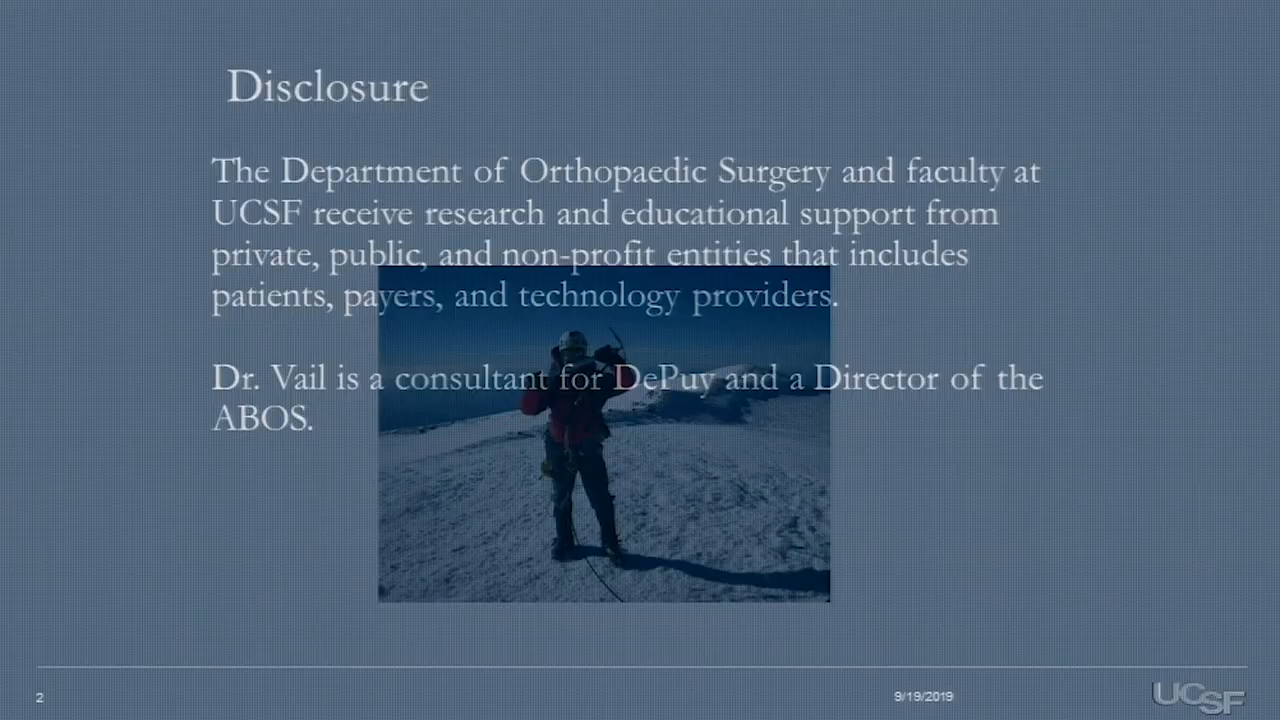 Disclosure
The Department of Orthopaedic Surgery and faculty at
UCSF receive research and educational support from
private, public, and non-profit entities that includes
patients, payers, and technology providers.
Dr. Vail is a consultant for DePuy and a Director of the
ABOS.
2
9/19/2019
UCSF